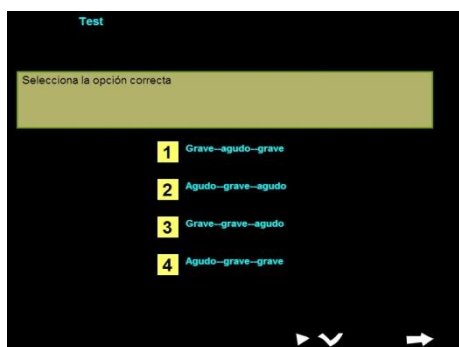 Test
Selecciona la opción correcta
1 Grave--agudo--grave
2 Agudo--grave--agudo
3 Grave--grave--agudo
4 Agudo--grave--grave